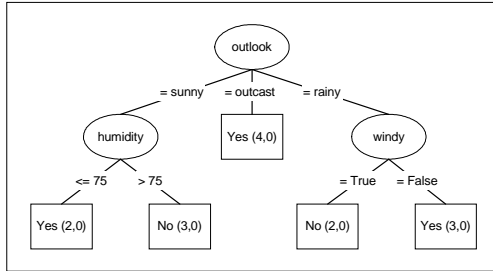 outlook
= sunny
= outcast
= rainy
humidity
Yes (4,0)
windy
<= 75
> 75
= True
= False
Yes (2,0)
No (3,0)
No (2,0)
Yes (3,0)